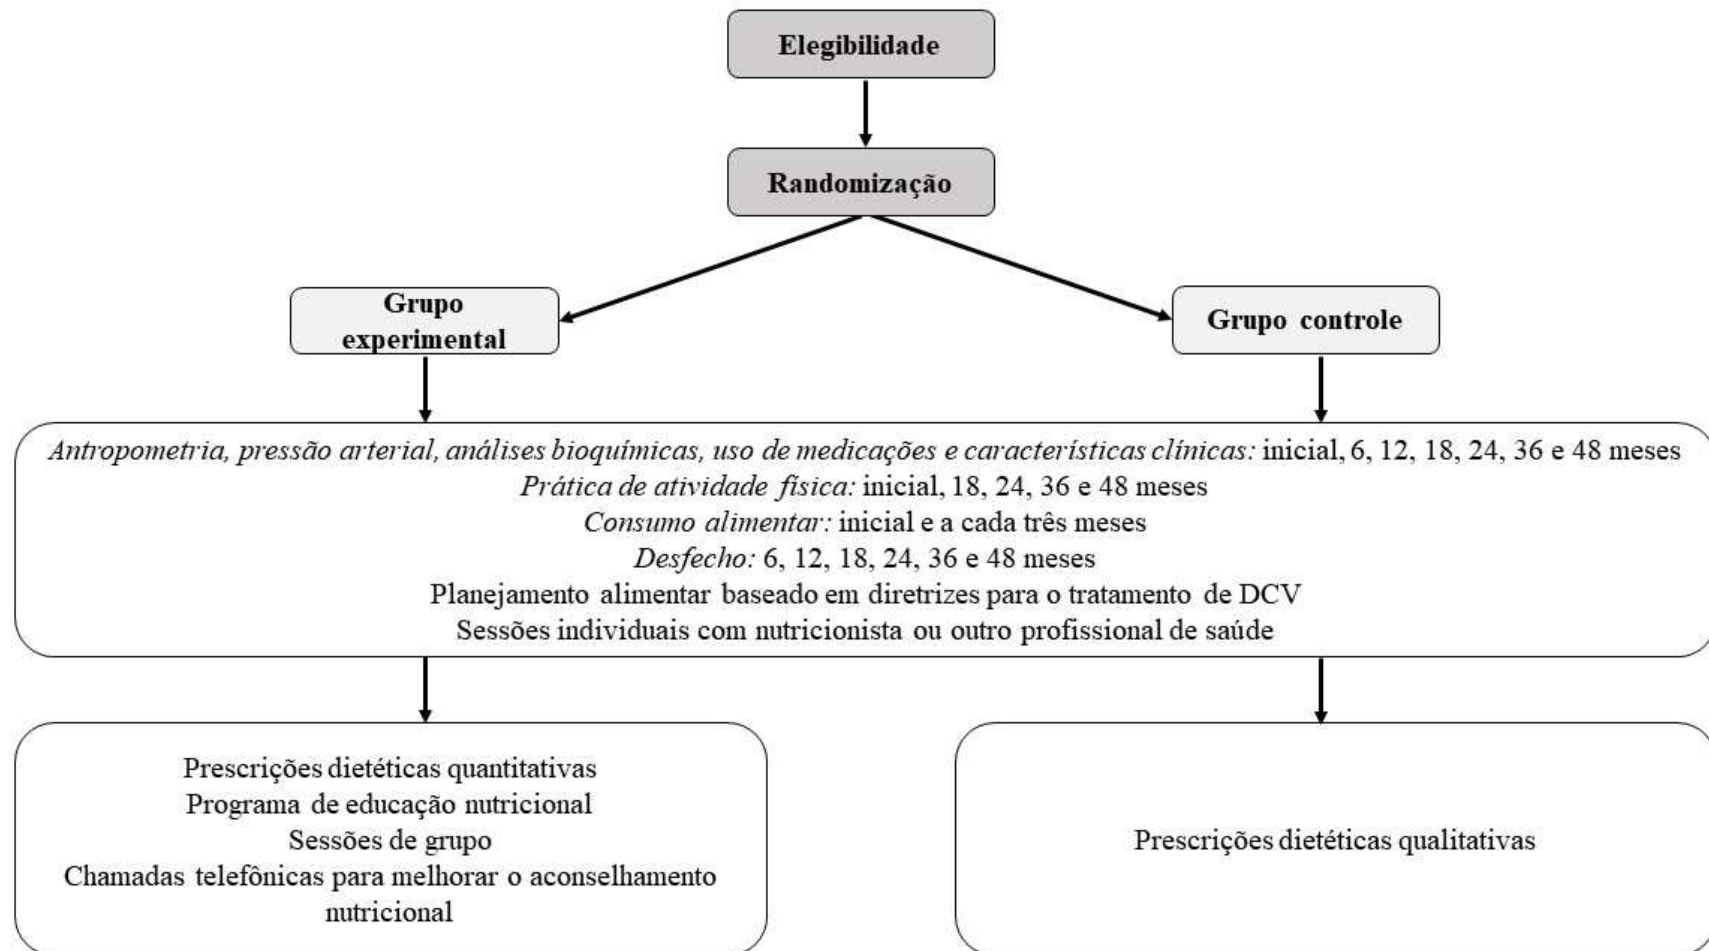 Elegibilidade
Randomização
Grupo
experimental
Grupo controle
Antropometria, pressão arterial, análises bioquímicas, uso de medicações e características clínicas: inicial, 6, 12, 18, 24, 36 e 48 meses
Prática de atividade física: inicial, 18, 24, 36 e 48 meses
Consumo alimentar: inicial e a cada três meses
Desfecho: 6, 12, 18, 24, 36 e 48 meses
Planejamento alimentar baseado em diretrizes para o tratamento de DCV
Sessões individuais com nutricionista ou outro profissional de saúde
Prescrições dietéticas quantitativas
Programa de educação nutricional
Sessões de grupo
Chamadas telefônicas para melhorar o aconselhamento
nutricional
Prescrições dietéticas qualitativas